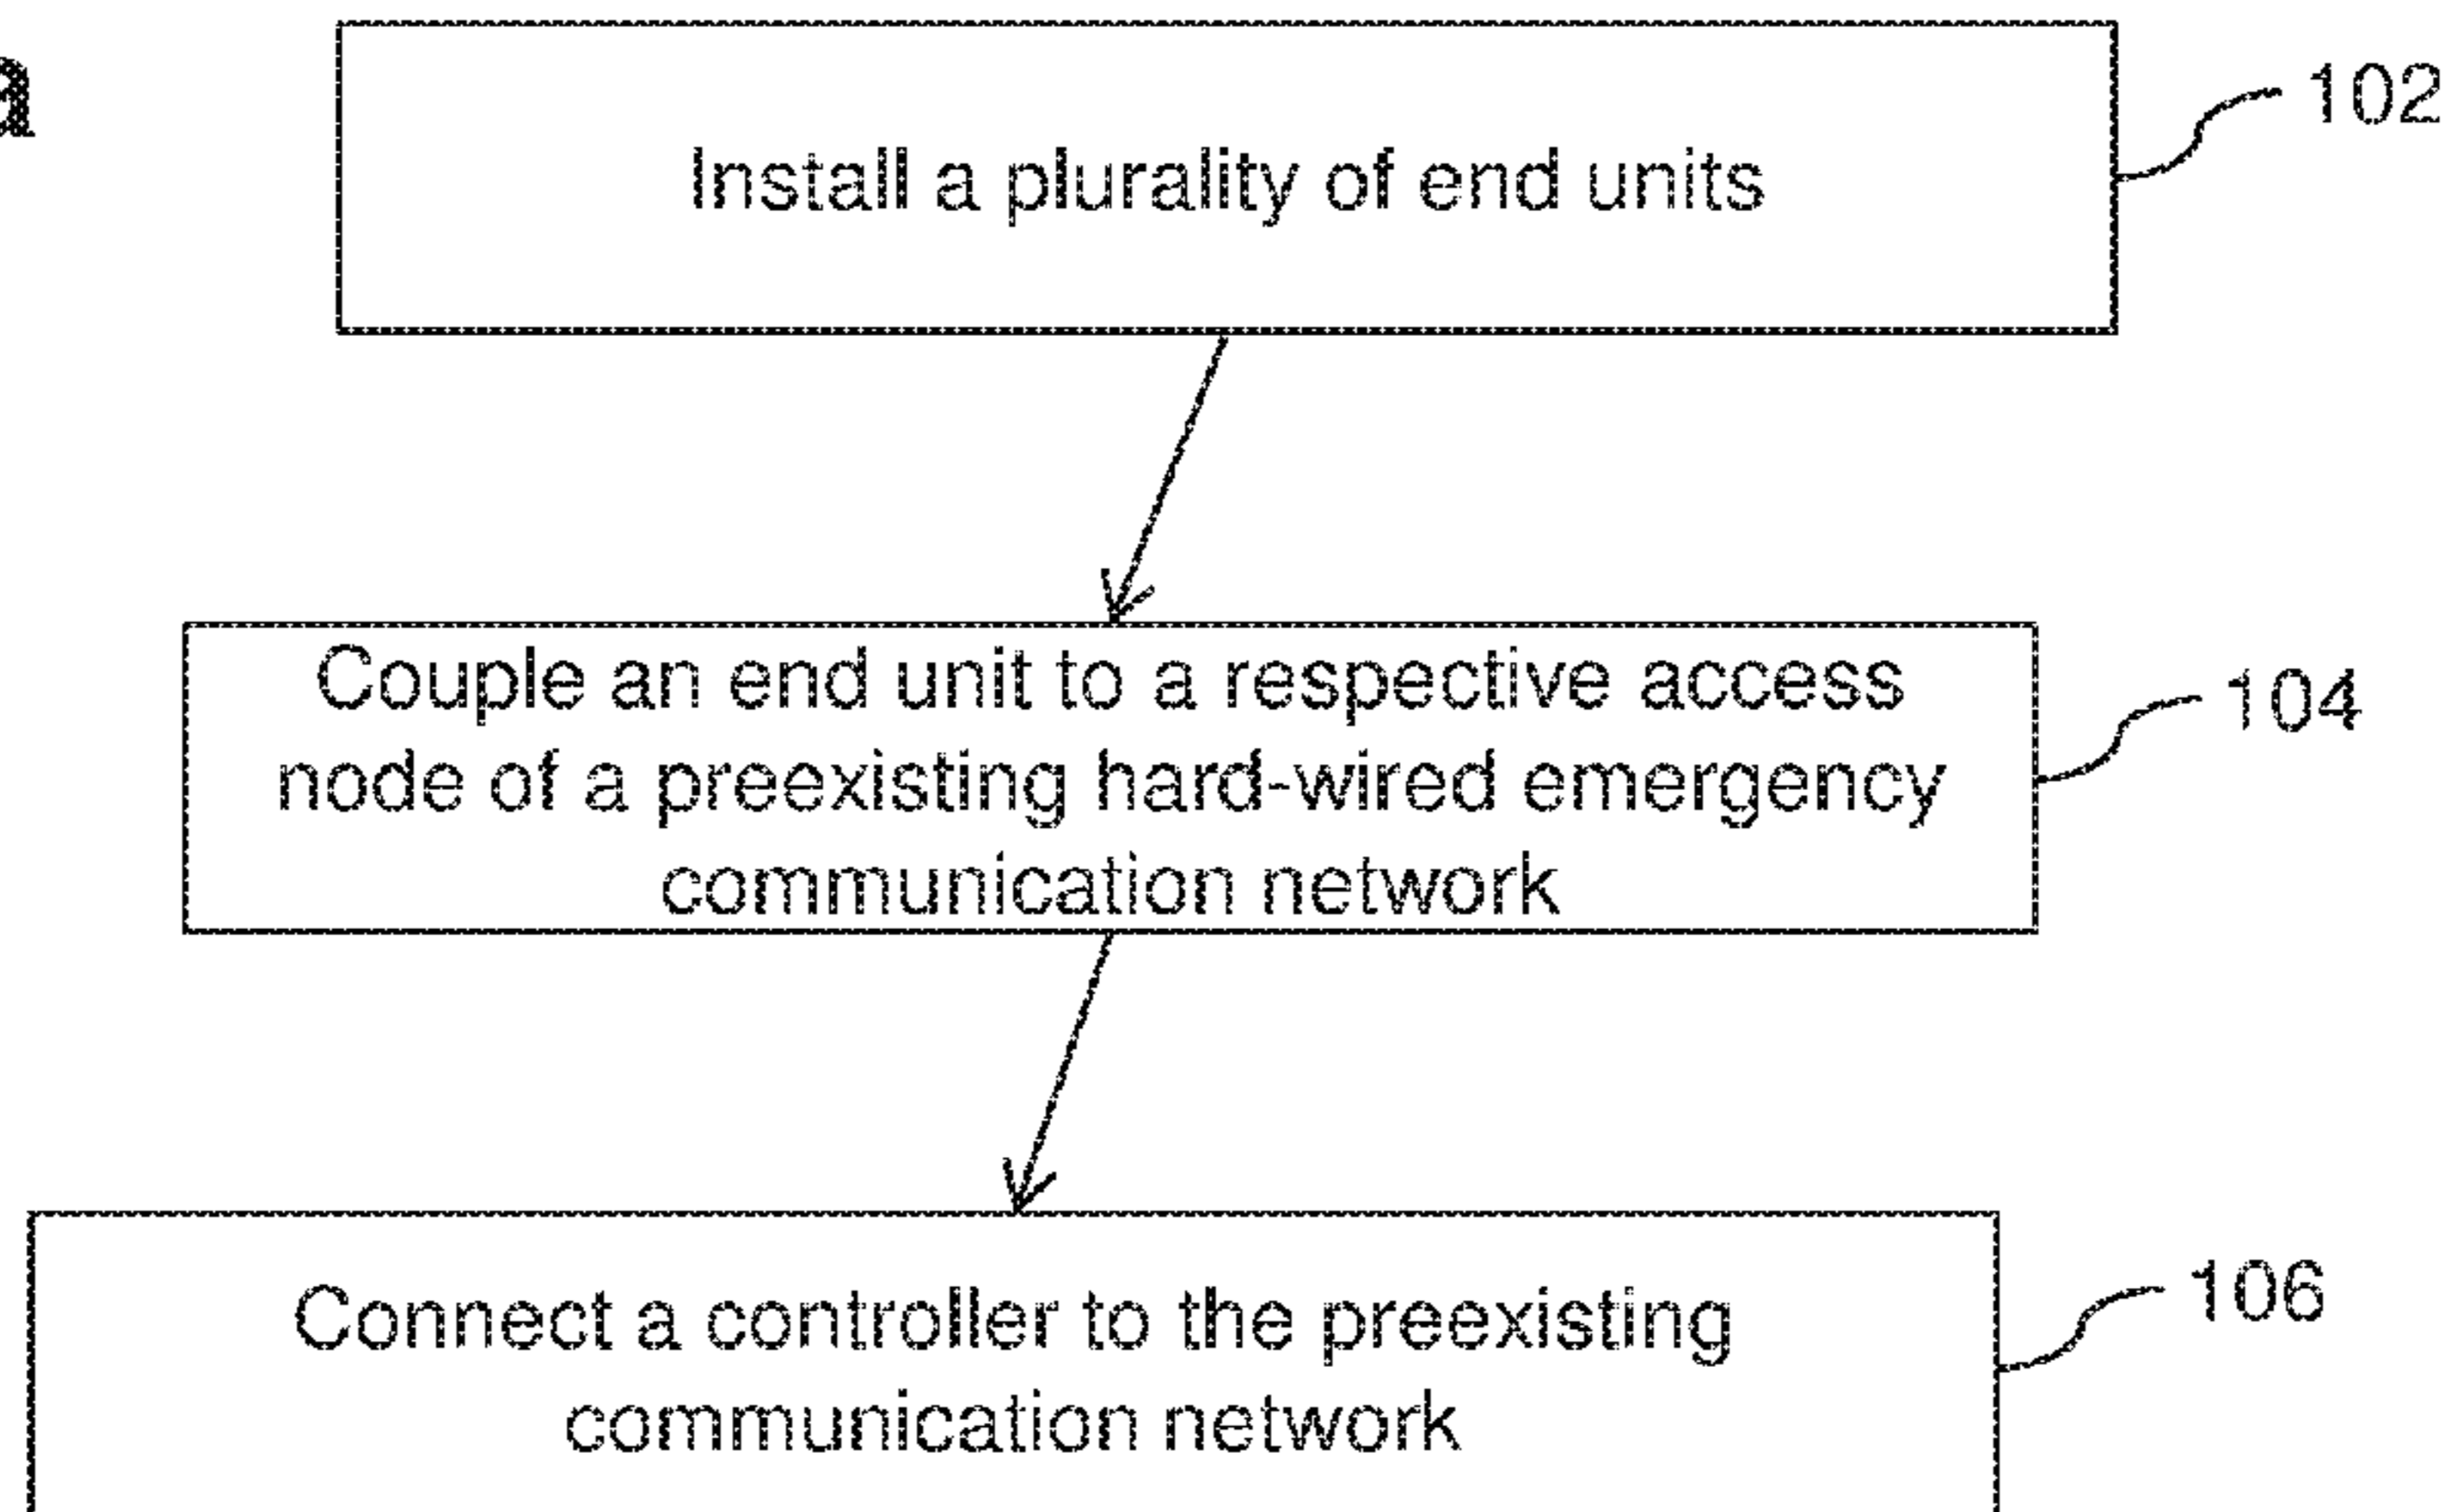 a
102
Install a plurality of end units
Couple an end unit to a respective access
node of a preexisting hard-wired emergency
communication network
104
Connect a controller to the preexisting
communication network
106